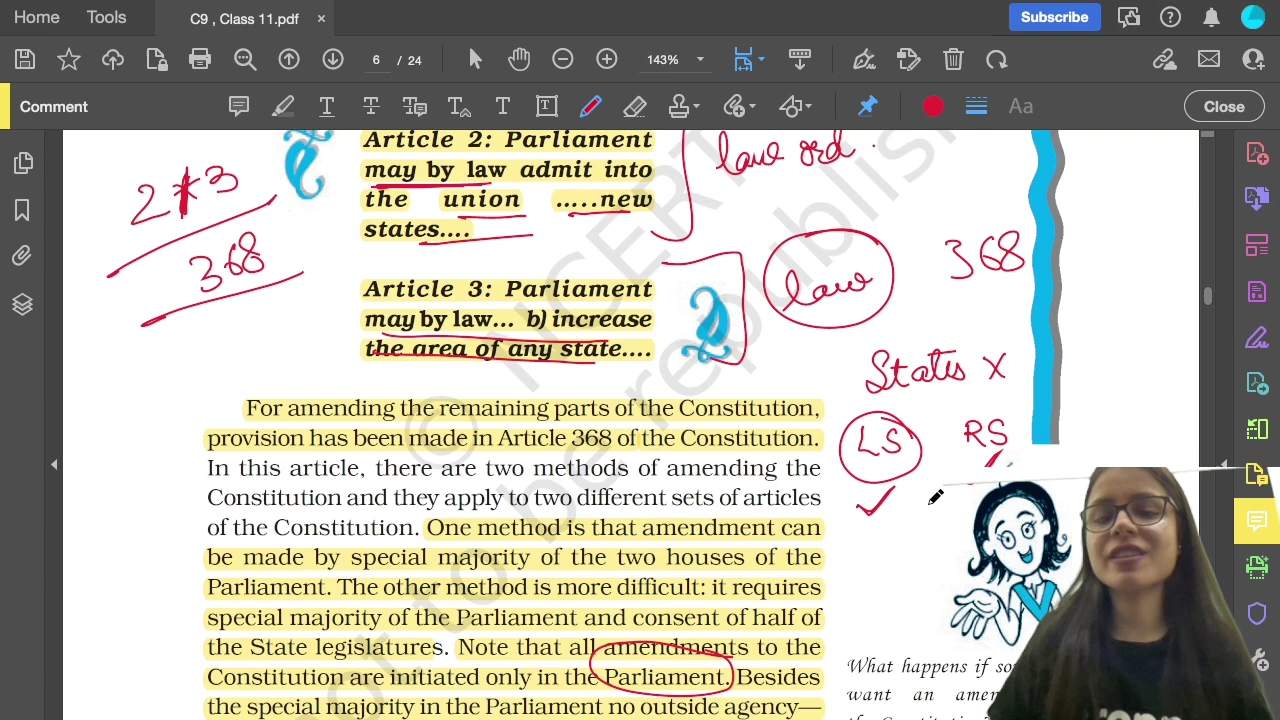 Home Tools C9 , Class 11.pdf × Subscribe
6 / 24 143%
Comment Aa Close
Article 2: Parliament
may by law admit into
the union .....new
states....
law ord .
2 * 3
368
Article 3: Parliament
may by law... b) increase
the area of any state....
law
368
States X
LS RS
For amending the remaining parts of the Constitution,
provision has been made in Article 368 of the Constitution.
In this article, there are two methods of amending the
Constitution and they apply to two different sets of articles
of the Constitution. One method is that amendment can
be made by special majority of the two houses of the
Parliament. The other method is more difficult: it requires
special majority of the Parliament and consent of half of
the State legislatures. Note that all amendments to the
Constitution are initiated only in the Parliament. Besides
the special majority in the Parliament no outside agency—
What happens if
want an
© NCERT
not to be republis